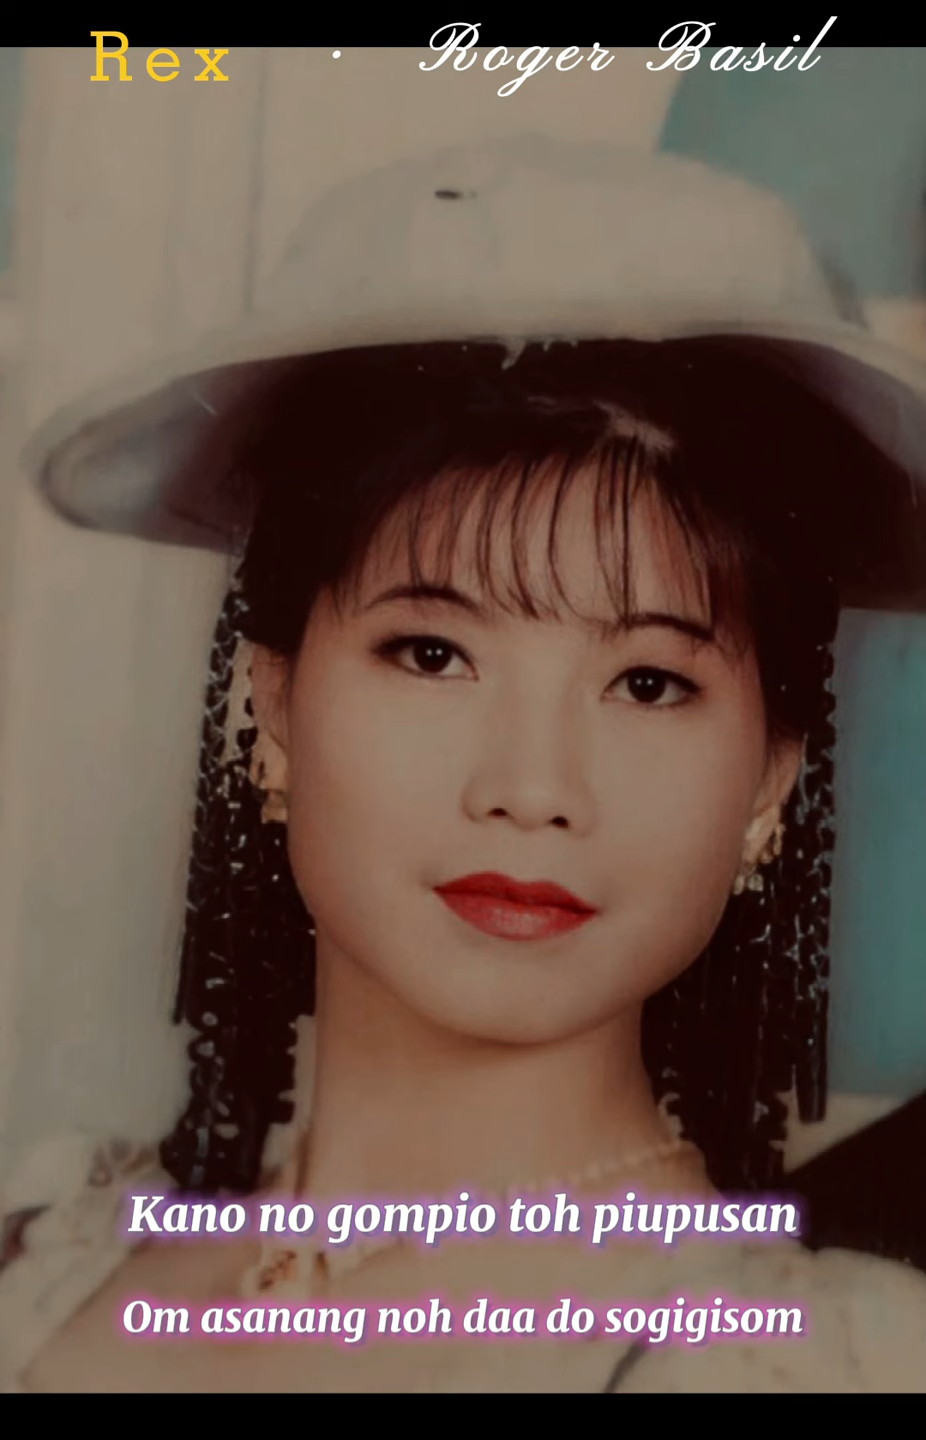 Rex · Roger Basil
Kano no gompio toh piupusan
Om asanang noh daa do sogigisom